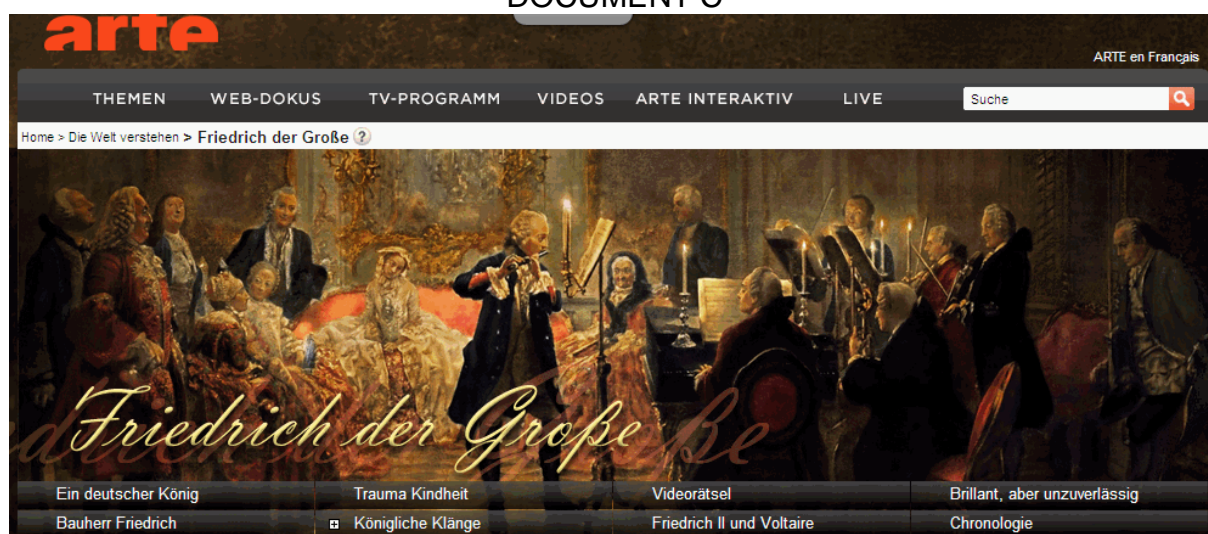 DOCUMENT C
arte
ARTE en Français
THEMEN WEB-DOKUS TV-PROGRAMM VIDEOS ARTE INTERAKTIV LIVE Suche
Home > Die Welt verstehen > Friedrich der Große ?
Friedrich der Große
Ein deutscher König Trauma Kindheit Videorätsel Brillant, aber unzuverlässig
Bauherr Friedrich Königliche Klänge Friedrich II und Voltaire Chronologie